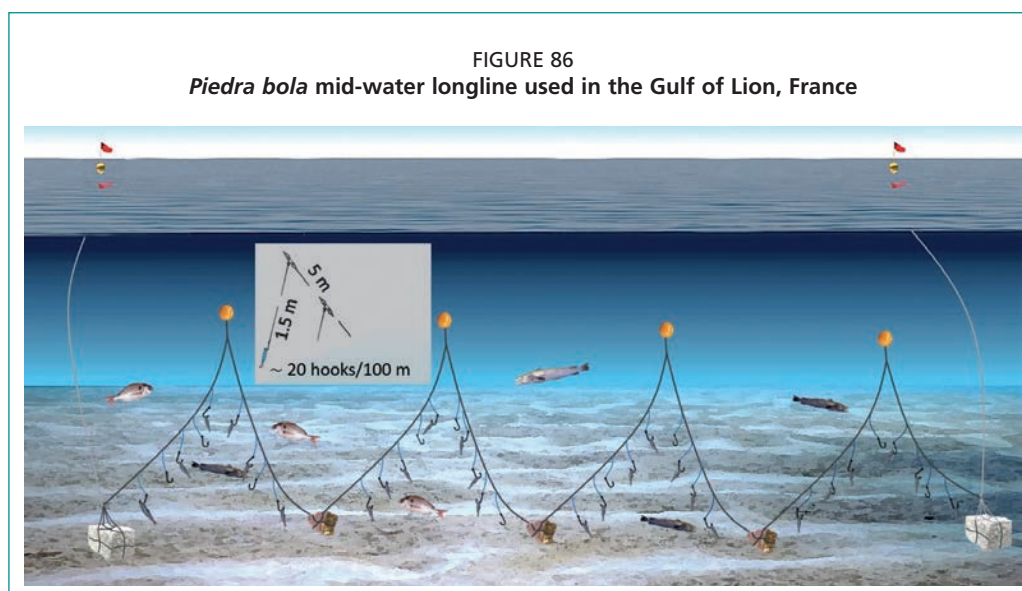 FIGURE 86
Piedra bola mid-water longline used in the Gulf of Lion, France
5 m
1.5 m
~ 20 hooks/100 m